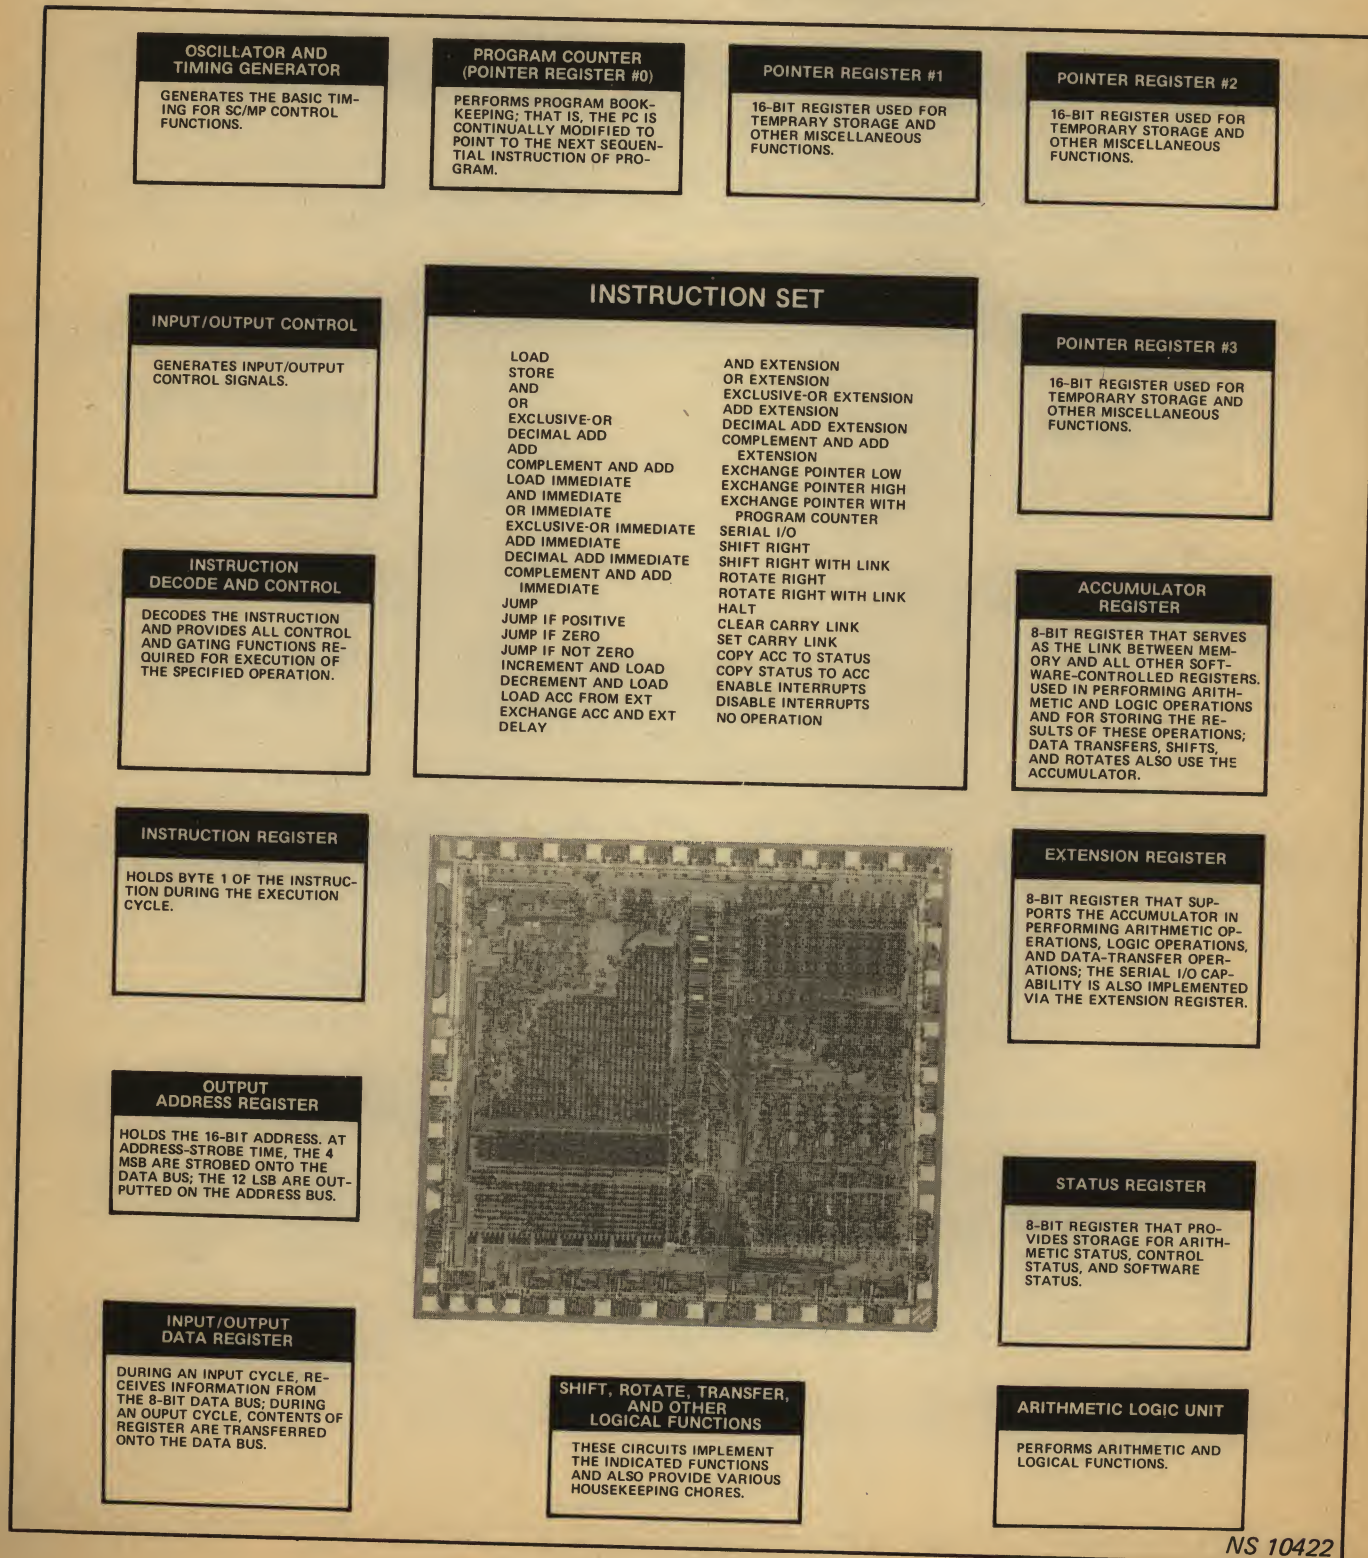 OSCILLATOR AND
TIMING GENERATOR
GENERATES THE BASIC TIM-
ING FOR SC/MP CONTROL
FUNCTIONS.
PROGRAM COUNTER
(POINTER REGISTER #0)
PERFORMS PROGRAM BOOK-
KEEPING; THAT IS, THE PC IS
CONTINUALLY MODIFIED TO
POINT TO THE NEXT SEQUEN-
TIAL INSTRUCTION OF PRO-
GRAM.
POINTER REGISTER #1
16-BIT REGISTER USED FOR
TEMPRARY STORAGE AND
OTHER MISCELLANEOUS
FUNCTIONS.
POINTER REGISTER #2
16-BIT REGISTER USED FOR
TEMPORARY STORAGE AND
OTHER MISCELLANEOUS
FUNCTIONS.
INPUT/OUTPUT CONTROL
GENERATES INPUT/OUTPUT
CONTROL SIGNALS.
INSTRUCTION SET
LOAD
STORE
AND
OR
EXCLUSIVE-OR
DECIMAL ADD
ADD
COMPLEMENT AND ADD
LOAD IMMEDIATE
AND IMMEDIATE
OR IMMEDIATE
EXCLUSIVE-OR IMMEDIATE
ADD IMMEDIATE
DECIMAL ADD IMMEDIATE
COMPLEMENT AND ADD
IMMEDIATE
JUMP
JUMP IF POSITIVE
JUMP IF ZERO
JUMP IF NOT ZERO
INCREMENT AND LOAD
DECREMENT AND LOAD
LOAD ACC FROM EXT
EXCHANGE ACC AND EXT
DELAY
AND EXTENSION
OR EXTENSION
EXCLUSIVE-OR EXTENSION
ADD EXTENSION
DECIMAL ADD EXTENSION
COMPLEMENT AND ADD
EXTENSION
EXCHANGE POINTER LOW
EXCHANGE POINTER HIGH
EXCHANGE POINTER WITH
PROGRAM COUNTER
SERIAL I/O
SHIFT RIGHT
SHIFT RIGHT WITH LINK
ROTATE RIGHT
ROTATE RIGHT WITH LINK
HALT
CLEAR CARRY LINK
SET CARRY LINK
COPY ACC TO STATUS
COPY STATUS TO ACC
ENABLE INTERRUPTS
DISABLE INTERRUPTS
NO OPERATION
POINTER REGISTER #3
16-BIT REGISTER USED FOR
TEMPORARY STORAGE AND
OTHER MISCELLANEOUS
FUNCTIONS.
INSTRUCTION
DECODE AND CONTROL
DECODES THE INSTRUCTION
AND PROVIDES ALL CONTROL
AND GATING FUNCTIONS RE-
QUIRED FOR EXECUTION OF
THE SPECIFIED OPERATION.
ACCUMULATOR
REGISTER
8-BIT REGISTER THAT SERVES
AS THE LINK BETWEEN MEM-
ORY AND ALL OTHER SOFT-
WARE-CONTROLLED REGISTERS.
USED IN PERFORMING ARITH-
METIC AND LOGIC OPERATIONS
AND FOR STORING THE RE-
SULTS OF THESE OPERATIONS;
DATA TRANSFERS, SHIFTS,
AND ROTATES ALSO USE THE
ACCUMULATOR.
INSTRUCTION REGISTER
HOLDS BYTE 1 OF THE INSTRUC-
TION DURING THE EXECUTION
CYCLE.
EXTENSION REGISTER
8-BIT REGISTER THAT SUP-
PORTS THE ACCUMULATOR IN
PERFORMING ARITHMETIC OP-
ERATIONS, LOGIC OPERATIONS,
AND DATA-TRANSFER OPER-
ATIONS; THE SERIAL I/O CAP-
ABILITY IS ALSO IMPLEMENTED
VIA THE EXTENSION REGISTER.
OUTPUT
ADDRESS REGISTER
HOLDS THE 16-BIT ADDRESS. AT
ADDRESS-STROBE TIME, THE 4
MSB ARE STROBED ONTO THE
DATA BUS; THE 12 LSB ARE OUT-
PUTTED ON THE ADDRESS BUS.
STATUS REGISTER
8-BIT REGISTER THAT PRO-
VIDES STORAGE FOR ARITH-
METIC STATUS, CONTROL
STATUS, AND SOFTWARE
STATUS.
INPUT/OUTPUT
DATA REGISTER
DURING AN INPUT CYCLE, RE-
CEIVES INFORMATION FROM
THE 8-BIT DATA BUS; DURING
AN OUPUT CYCLE, CONTENTS OF
REGISTER ARE TRANSFERRED
ONTO THE DATA BUS.
SHIFT, ROTATE, TRANSFER,
AND OTHER
LOGICAL FUNCTIONS
THESE CIRCUITS IMPLEMENT
THE INDICATED FUNCTIONS
AND ALSO PROVIDE VARIOUS
HOUSEKEEPING CHORES.
ARITHMETIC LOGIC UNIT
PERFORMS ARITHMETIC AND
LOGICAL FUNCTIONS.
NS 10422